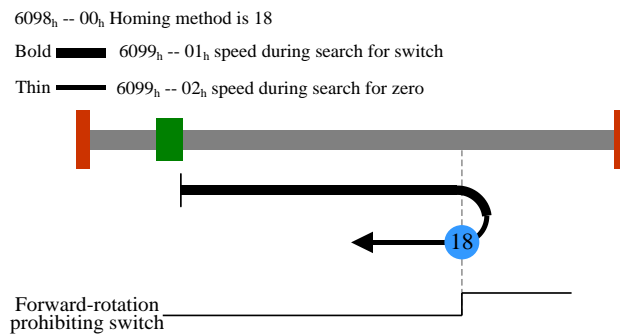 6098h -- 00h Homing method is 18
Bold 6099h -- 01h speed during search for switch
Thin 6099h -- 02h speed during search for zero
18
Forward-rotation
prohibiting switch